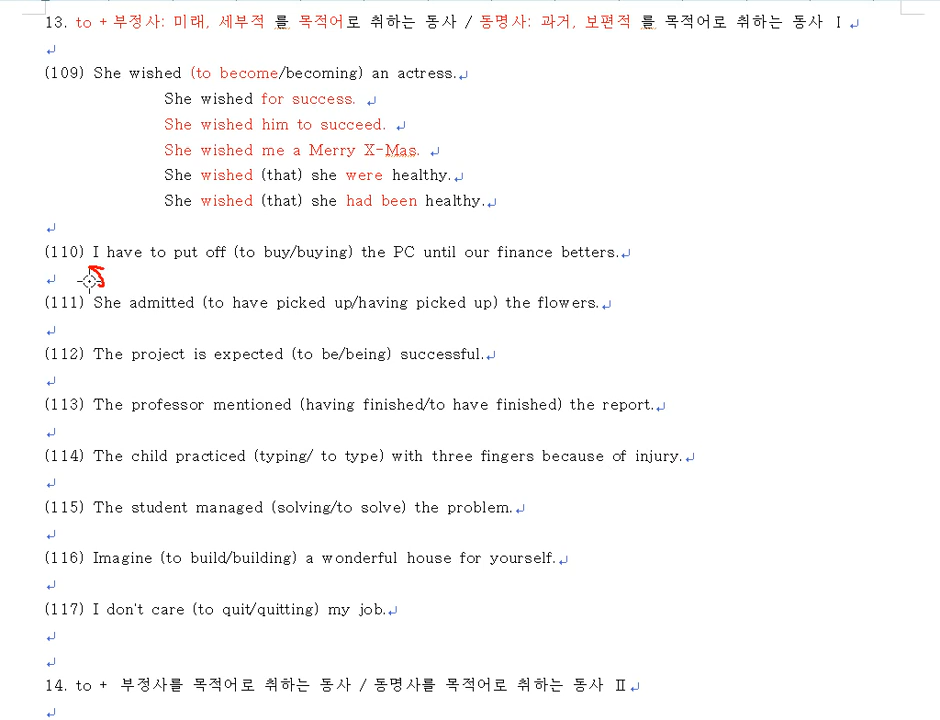 13. to + 부정사: 미래, 세부적 를 목적어로 취하는 동사 / 동명사: 과거, 보편적 를 목적어로 취하는 동사 Ⅰ
(109) She wished (to become/becoming) an actress.
She wished for success.
She wished him to succeed.
She wished me a Merry X-Mas.
She wished (that) she were healthy.
She wished (that) she had been healthy.
(110) I have to put off (to buy/buying) the PC until our finance betters.
(111) She admitted (to have picked up/having picked up) the flowers.
(112) The project is expected (to be/being) successful.
(113) The professor mentioned (having finished/to have finished) the report.
(114) The child practiced (typing/ to type) with three fingers because of injury.
(115) The student managed (solving/to solve) the problem.
(116) Imagine (to build/building) a wonderful house for yourself.
(117) I don't care (to quit/quitting) my job.
14. to + 부정사를 목적어로 취하는 동사 / 동명사를 목적어로 취하는 동사 Ⅱ